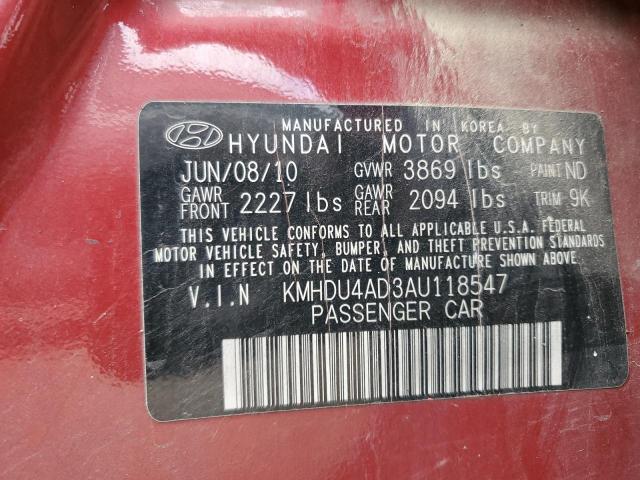 MANUFACTURED IN KOREA BY
HYUNDAI MOTOR COMPANY
JUN/08/10 GVWR 3869 lbs PAINT ND
GAWR FRONT 2227 lbs GAWR REAR 2094 lbs TRIM 9K
THIS VEHICLE CONFORMS TO ALL APPLICABLE U.S.A. FEDERAL
MOTOR VEHICLE SAFETY, BUMPER, AND THEFT PREVENTION STANDARDS
IN EFFECT ON THE DATE OF MANUFACTURE SHOWN ABOVE.
V.I.N KMHDU4AD3AU118547
PASSENGER CAR